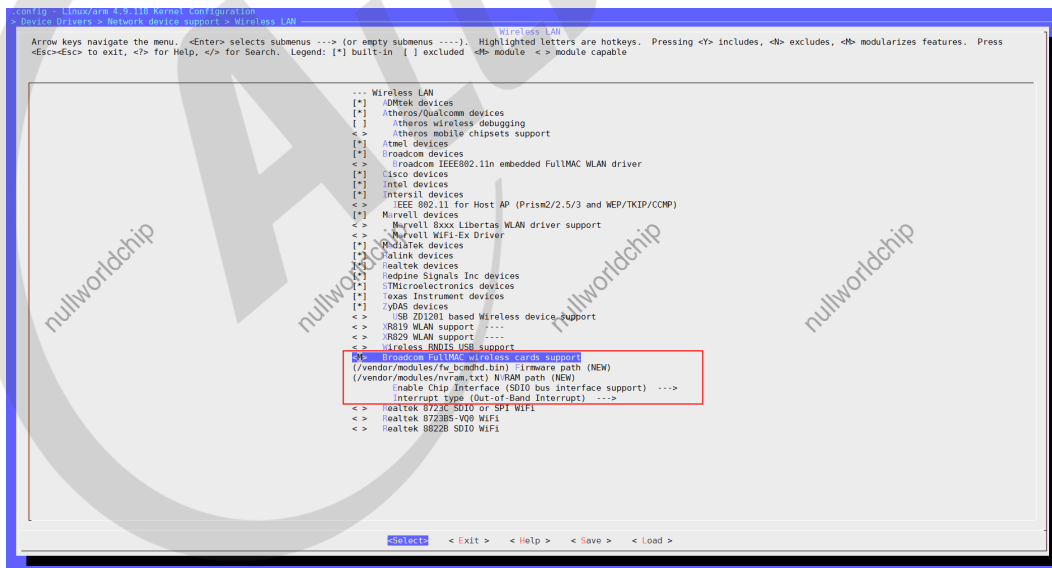 .config - Linux/arm 4.9.118 Kernel Configuration
> Device Drivers > Network device support > Wireless LAN
Wireless LAN
Arrow keys navigate the menu. <Enter> selects submenus ---> (or empty submenus ----). Highlighted letters are hotkeys. Pressing <Y> includes, <N> excludes, <M> modularizes features. Press
<Esc><Esc> to exit, <?> for Help, </> for Search. Legend: [*] built-in [ ] excluded <M> module < > module capable
--- Wireless LAN
[*] ADMtek devices
[*] Atheros/Qualcomm devices
[ ] Atheros wireless debugging
< > Atheros mobile chipsets support
[*] Atmel devices
[*] Broadcom devices
< > Broadcom IEEE802.11n embedded FullMAC WLAN driver
[*] Cisco devices
[*] Intel devices
[*] Intersil devices
< > IEEE 802.11 for Host AP (Prism2/2.5/3 and WEP/TKIP/CCMP)
[*] Marvell devices
< > Marvell 8xxx Libertas WLAN driver support
< > Marvell WiFi-Ex Driver
[*] MediaTek devices
[*] Ralink devices
[*] Realtek devices
[*] Redpine Signals Inc devices
[*] STMicroelectronics devices
[*] Texas Instrument devices
[*] ZyDAS devices
< > USB ZD1201 based Wireless device support
< > XR819 WLAN support ----
< > XR829 WLAN support ----
< > Wireless RNDIS USB support
<M> Broadcom FullMAC wireless cards support
(/vendor/modules/fw_bcmdhd.bin) Firmware path (NEW)
(/vendor/modules/nvram.txt) NVRAM path (NEW)
Enable Chip Interface (SDIO bus interface support) --->
Interrupt type (Out-of-Band Interrupt) --->
< > Realtek 8723C SDIO or SPI WiFi
< > Realtek 8723BS-VQ0 WiFi
< > Realtek 8822B SDIO WiFi
nullworldchip
nullworldchip
nullworldchip
nullworldchip
<Select> < Exit > < Help > < Save > < Load >